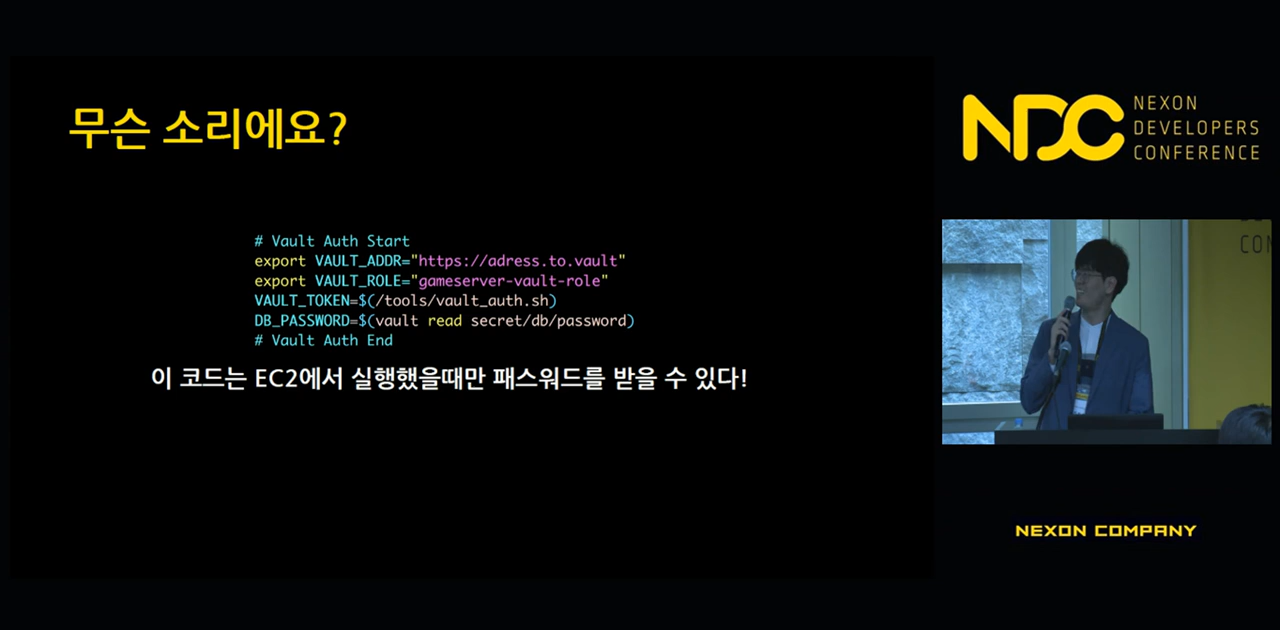 무슨 소리에요?
# Vault Auth Start
export VAULT_ADDR="https://adress.to.vault"
export VAULT_ROLE="gameserver-vault-role"
VAULT_TOKEN=$(/tools/vault_auth.sh)
DB_PASSWORD=$(vault read secret/db/password)
# Vault Auth End
이 코드는 EC2에서 실행했을때만 패스워드를 받을 수 있다!
NDC
NEXON
DEVELOPERS
CONFERENCE
CON
NEXON COMPANY